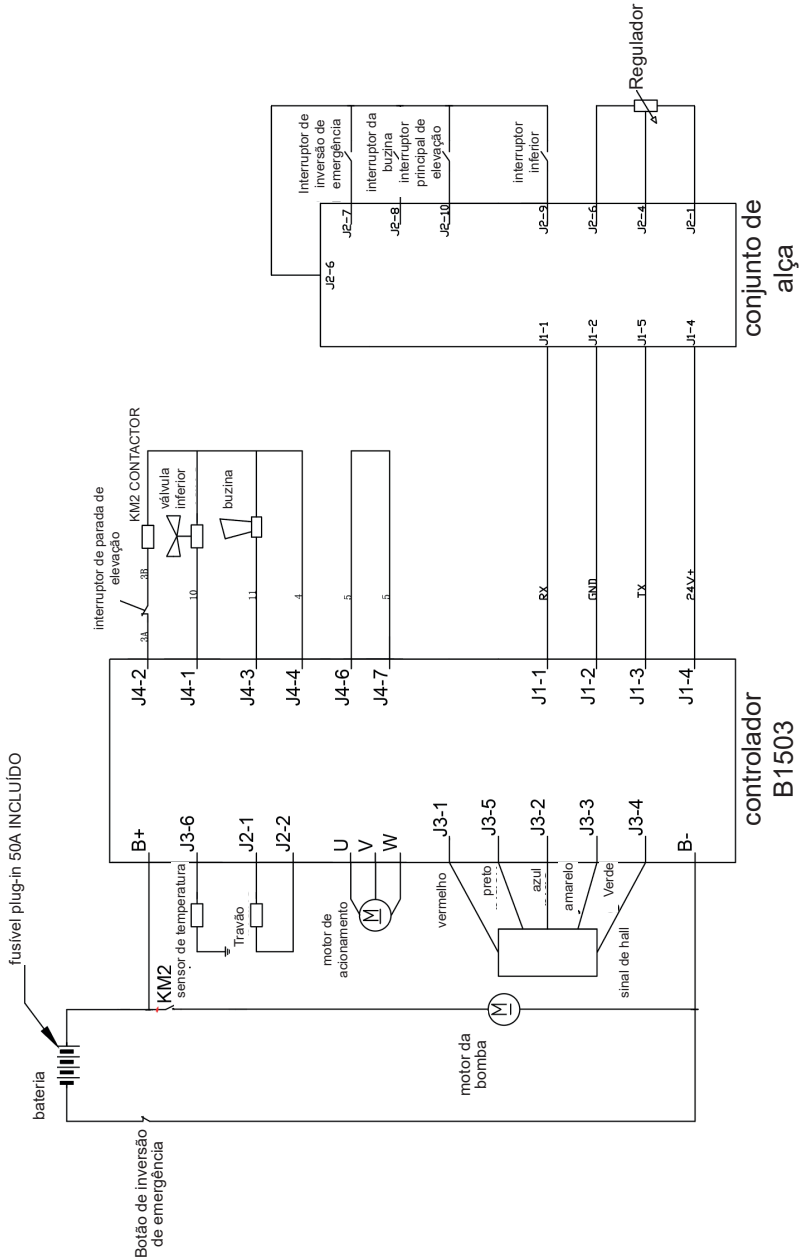 fusível plug-in 50A INCLUÍDO
bateria
Botão de inversão
de emergência
KM2
motor da
bomba
B+
J3-6
J2-1
J2-2
U
V
W
J3-1
J3-5
J3-2
J3-3
J3-4
B-
sensor de temperatura
Travão
motor de
acionamento
M
M
vermelho
preto
azul
amarelo
Verde
sinal de hall
controlador
B1503
J4-2
J4-1
J4-3
J4-4
J4-6
J4-7
J1-1
J1-2
J1-3
J1-4
interruptor de parada de
elevação
3A
3B
10
11
4
5
5
KM2 CONTACTOR
válvula
inferior
buzina
RX
GND
TX
24V+
J1-1
J1-2
J1-5
J1-4
J2-6
J2-7
J2-8
J2-10
J2-9
J2-6
J2-4
J2-1
Interruptor de
inversão de
emergência
interruptor da
buzina
interruptor
principal de
elevação
interruptor
inferior
Regulador
conjunto de
alça